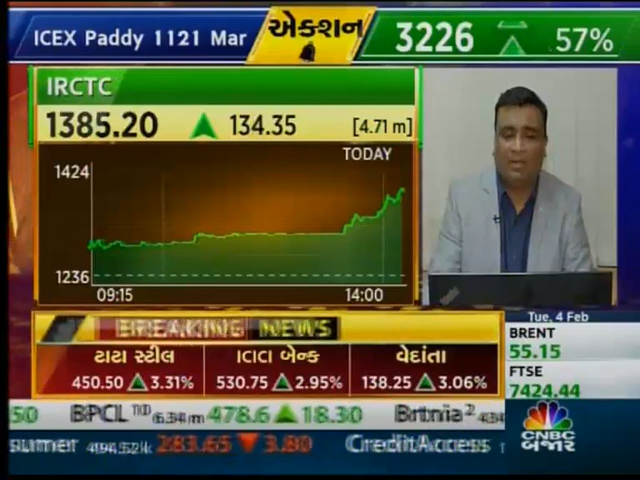 ICEX Paddy 1121 Mar
એક્શન
3226 57%
IRCTC
1385.20 134.35 [4.71 m]
TODAY
1424
1236
09:15 14:00
BREAKING NEWS
ટાટા સ્ટીલ ICICI બેન્ક વેદાંતા
450.50 3.31% 530.75 2.95% 138.25 3.06%
Tue, 4 Feb
BRENT
55.15
FTSE
7424.44
50 BPCL 478.6 18.30 Brtnia
sumer 283.65 3.80 CreditAccess
CNBC
બજાર